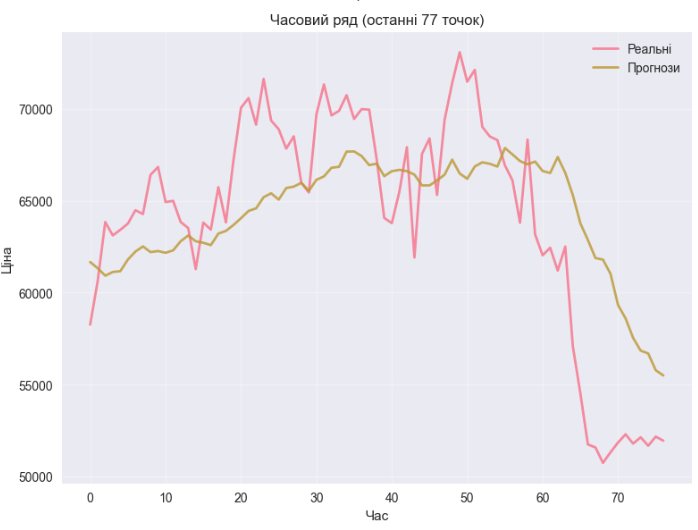 Часовий ряд (останні 77 точок)
Реальні
Прогнози
70000
65000
60000
55000
50000
Ціна
0 10 20 30 40 50 60 70
Час